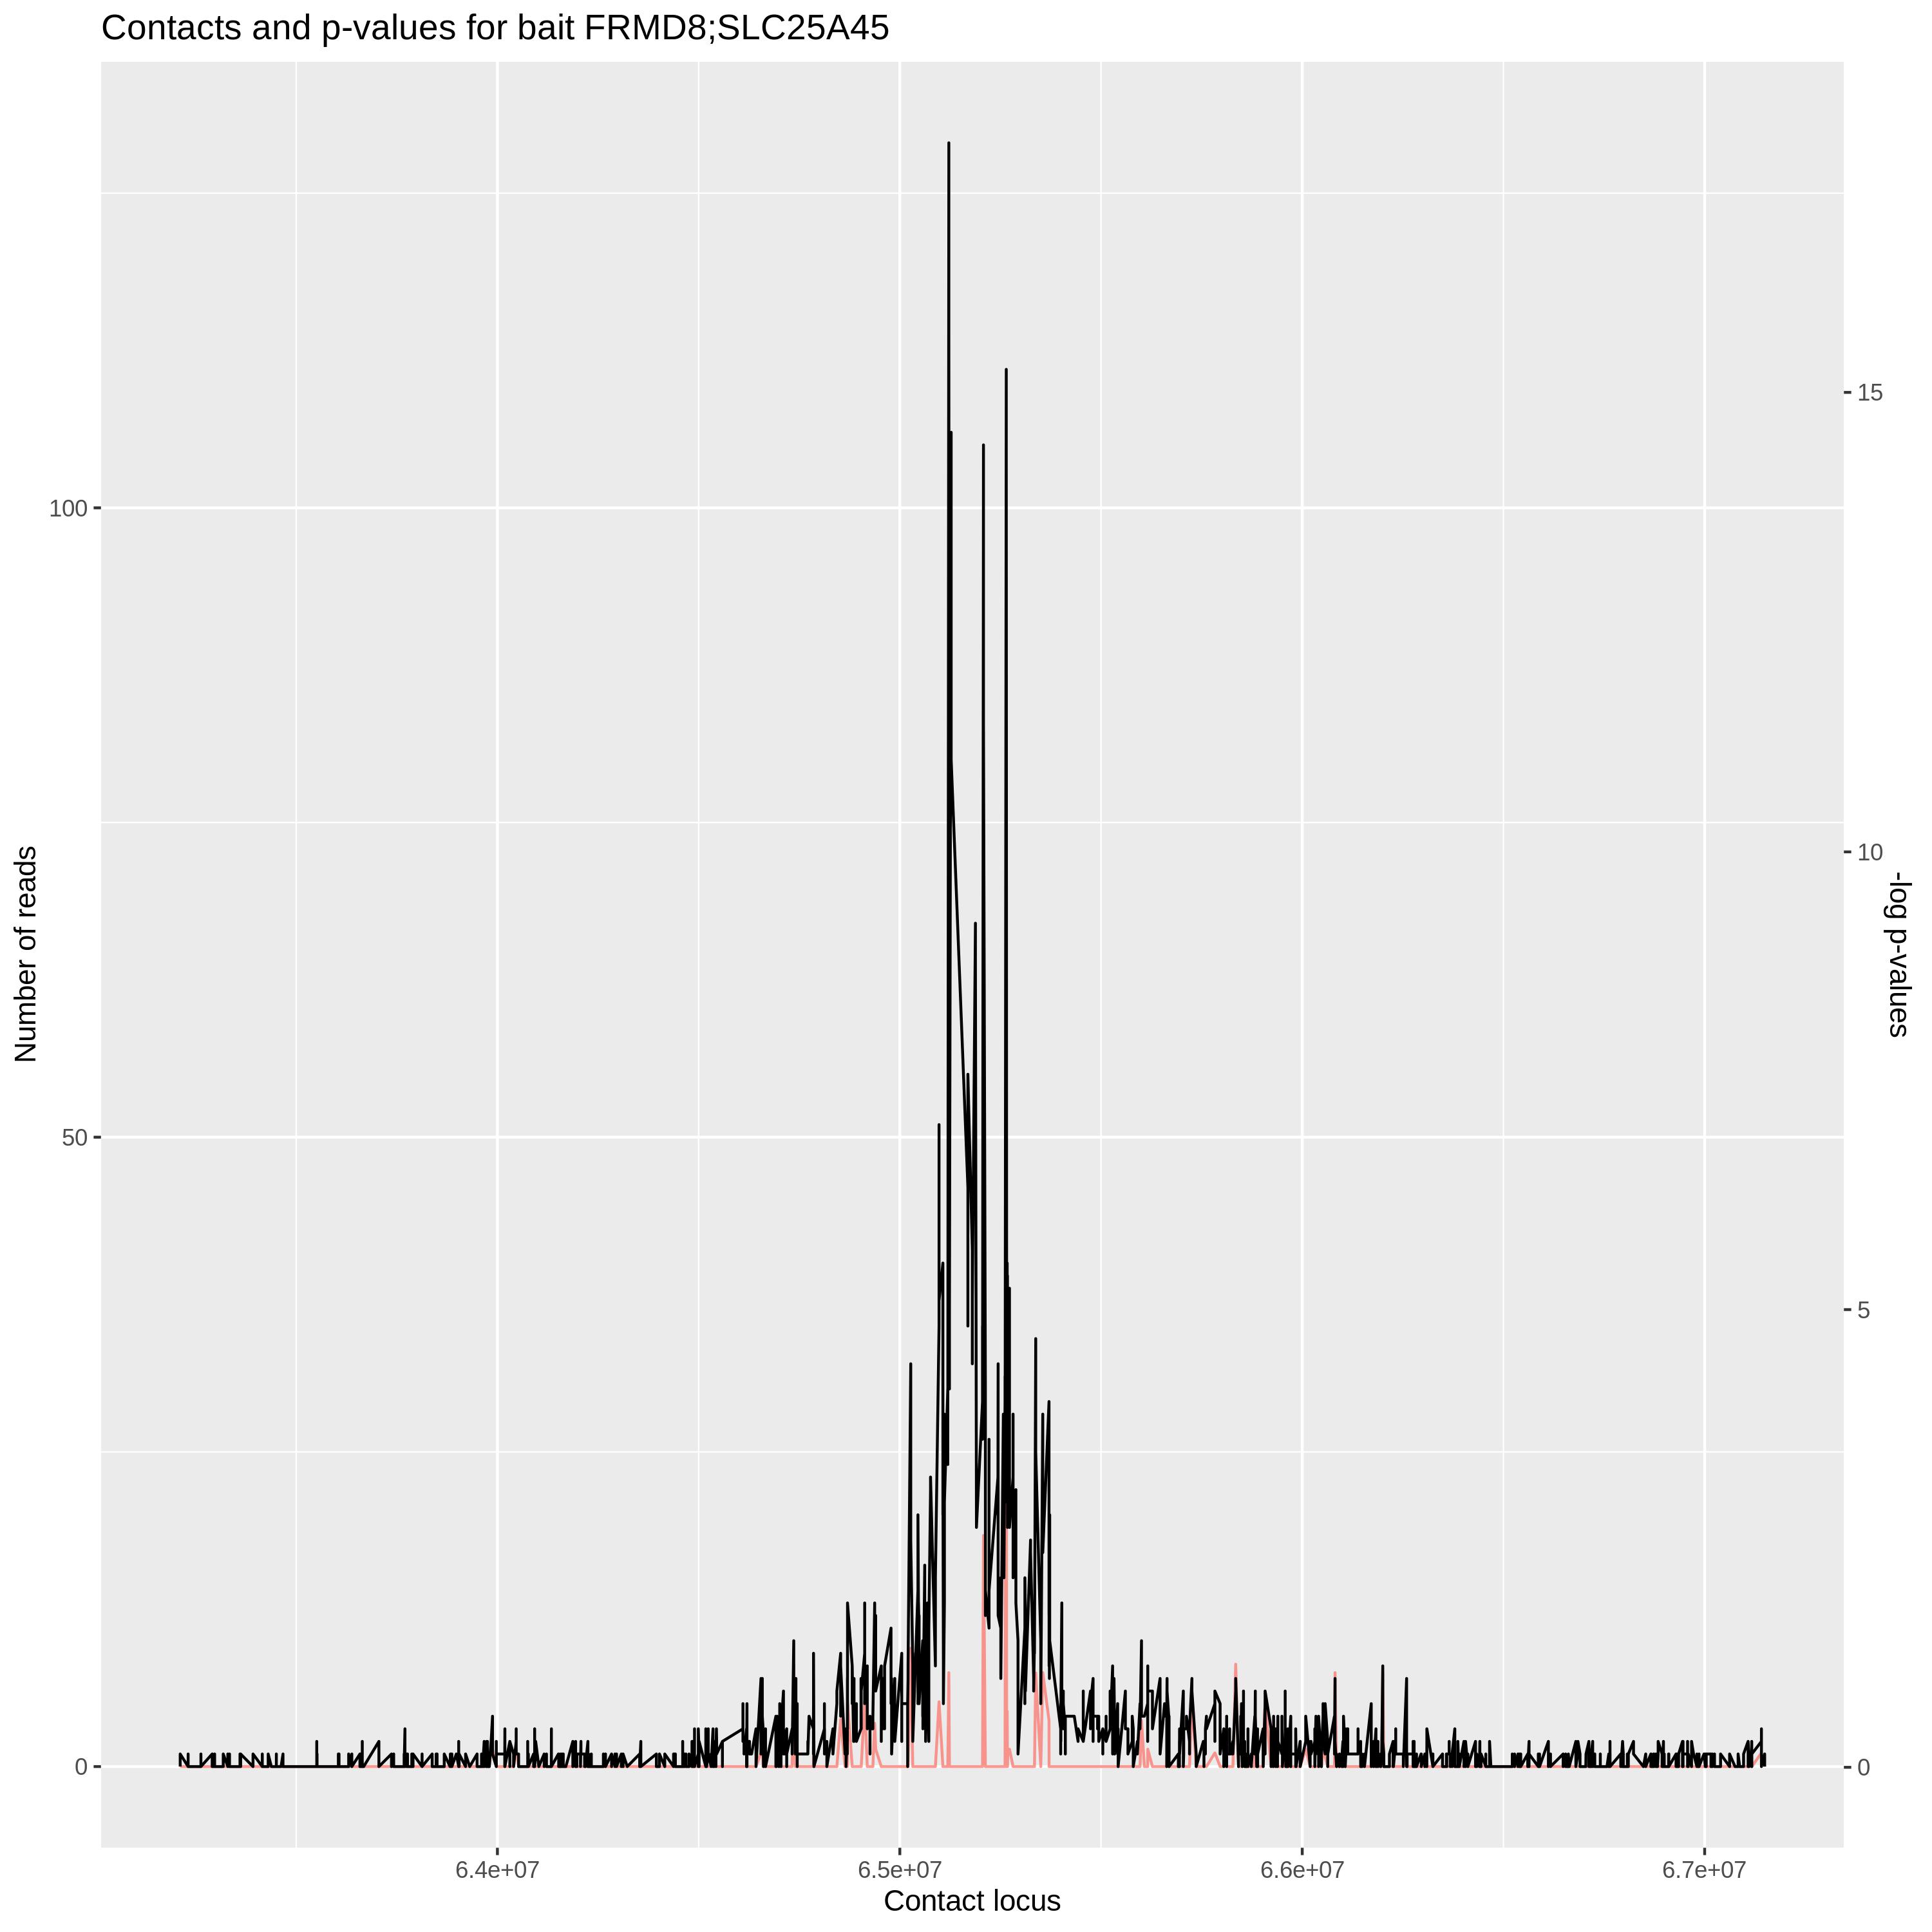 Contacts and p-values for bait FRMD8;SLC25A45
Number of reads
100
50
0
15
10
5
0
-log p-values
6.4e+07
6.5e+07
6.6e+07
6.7e+07
Contact locus